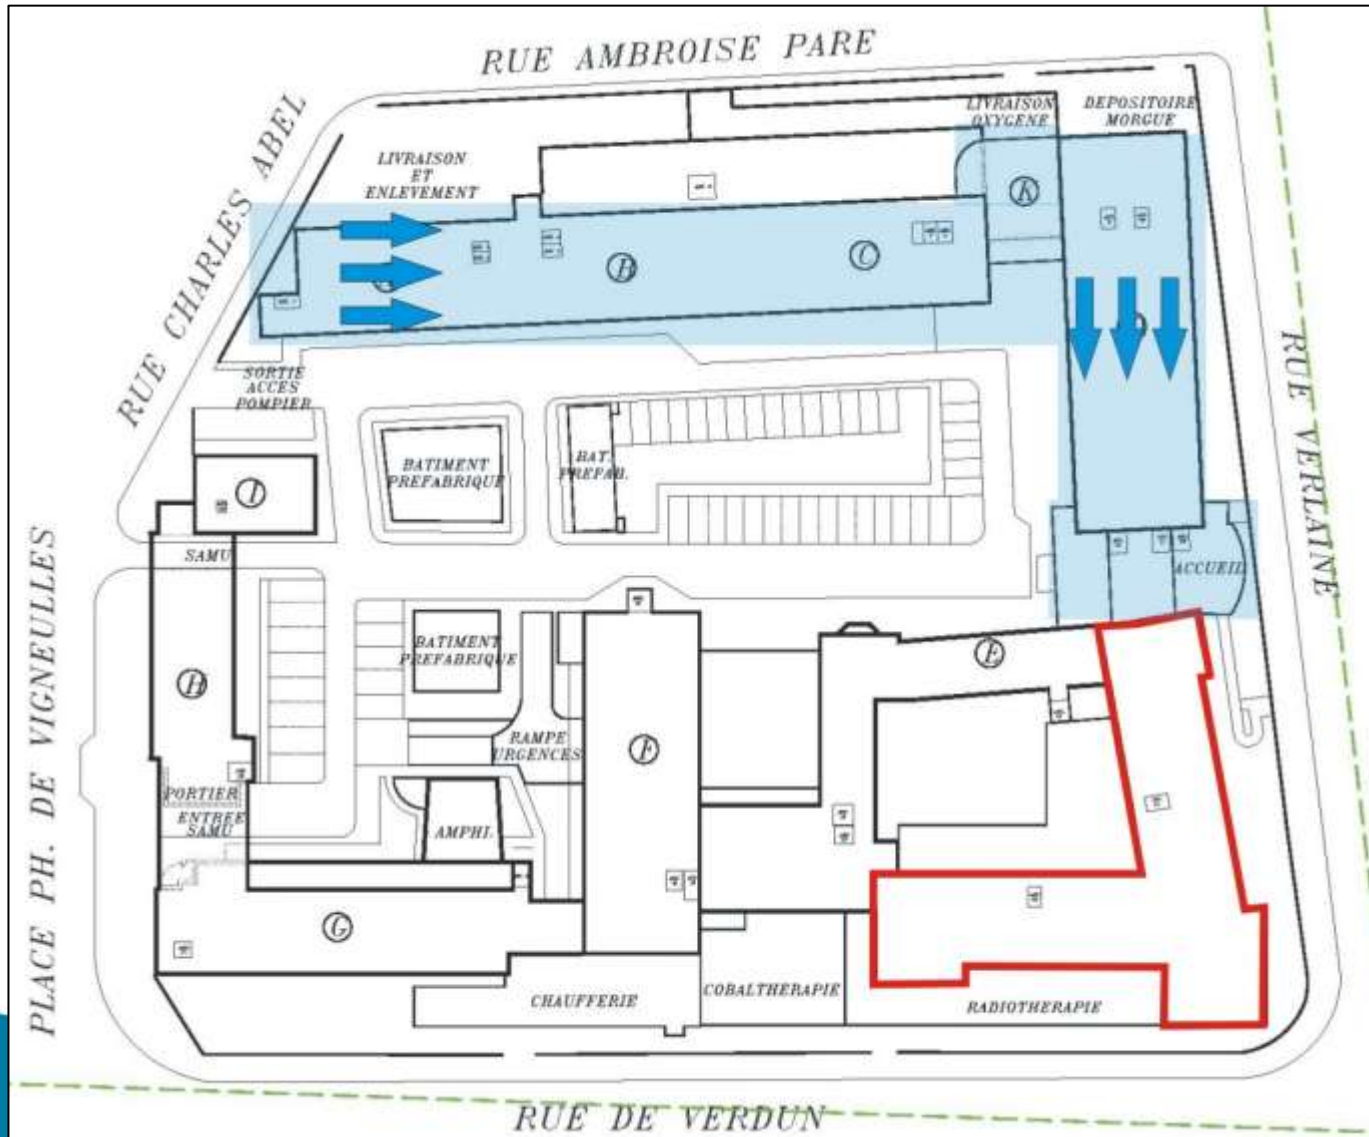 RUE AMBROISE PARE
RUE CHARLES ABEL
LIVRAISON
ET
ENLEVEMENT
LIVRAISON
OXYGENE
DEPOSITOIRE
MORGUE
K
B
C
SORTIE
ACCES
POMPIER
RUE VERLAINE
BATIMENT
PREFABRIQUE
BAT.
PREFAB.
I
SAMU
ACCUEIL
PLACE PH. DE VIGNEULLES
BATIMENT
PREFABRIQUE
E
H
RAMPE
URGENCES
F
PORTIER
ENTREE
SAMU
AMPHI.
G
CHAUFFERIE
COBALTHERAPIE
RADIOTHERAPIE
RUE DE VERDUN